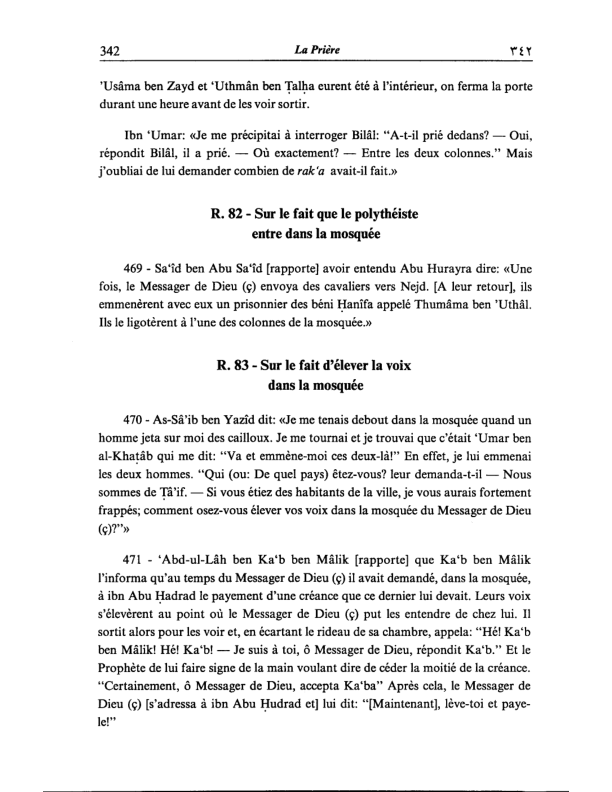 342 La Prière ٣٤٢
’Usâma ben Zayd et ‘Uthmân ben Ṭalḥa eurent été à l’intérieur, on ferma la porte
durant une heure avant de les voir sortir.
Ibn ‘Umar: «Je me précipitai à interroger Bilâl: “A-t-il prié dedans? — Oui,
répondit Bilâl, il a prié. — Où exactement? — Entre les deux colonnes.” Mais
j’oubliai de lui demander combien de rak‘a avait-il fait.»
R. 82 - Sur le fait que le polythéiste
entre dans la mosquée
469 - Sa‘îd ben Abu Sa‘îd [rapporte] avoir entendu Abu Hurayra dire: «Une
fois, le Messager de Dieu (ç) envoya des cavaliers vers Nejd. [A leur retour], ils
emmenèrent avec eux un prisonnier des béni Ḥanîfa appelé Thumâma ben ’Uthâl.
Ils le ligotèrent à l’une des colonnes de la mosquée.»
R. 83 - Sur le fait d’élever la voix
dans la mosquée
470 - As-Sâ’ib ben Yazîd dit: «Je me tenais debout dans la mosquée quand un
homme jeta sur moi des cailloux. Je me tournai et je trouvai que c’était ‘Umar ben
al-Khaṭâb qui me dit: “Va et emmène-moi ces deux-là!” En effet, je lui emmenai
les deux hommes. “Qui (ou: De quel pays) êtez-vous? leur demanda-t-il — Nous
sommes de Ṭâ’if. — Si vous étiez des habitants de la ville, je vous aurais fortement
frappés; comment osez-vous élever vos voix dans la mosquée du Messager de Dieu
(ç)?”»
471 - ‘Abd-ul-Lâh ben Ka‘b ben Mâlik [rapporte] que Ka‘b ben Mâlik
l’informa qu’au temps du Messager de Dieu (ç) il avait demandé, dans la mosquée,
à ibn Abu Ḥadrad le payement d’une créance que ce dernier lui devait. Leurs voix
s’élevèrent au point où le Messager de Dieu (ç) put les entendre de chez lui. Il
sortit alors pour les voir et, en écartant le rideau de sa chambre, appela: “Hé! Ka‘b
ben Mâlik! Hé! Ka‘b! — Je suis à toi, ô Messager de Dieu, répondit Ka‘b.” Et le
Prophète de lui faire signe de la main voulant dire de céder la moitié de la créance.
“Certainement, ô Messager de Dieu, accepta Ka‘ba” Après cela, le Messager de
Dieu (ç) [s’adressa à ibn Abu Ḥudrad et] lui dit: “[Maintenant], lève-toi et paye-
le!”